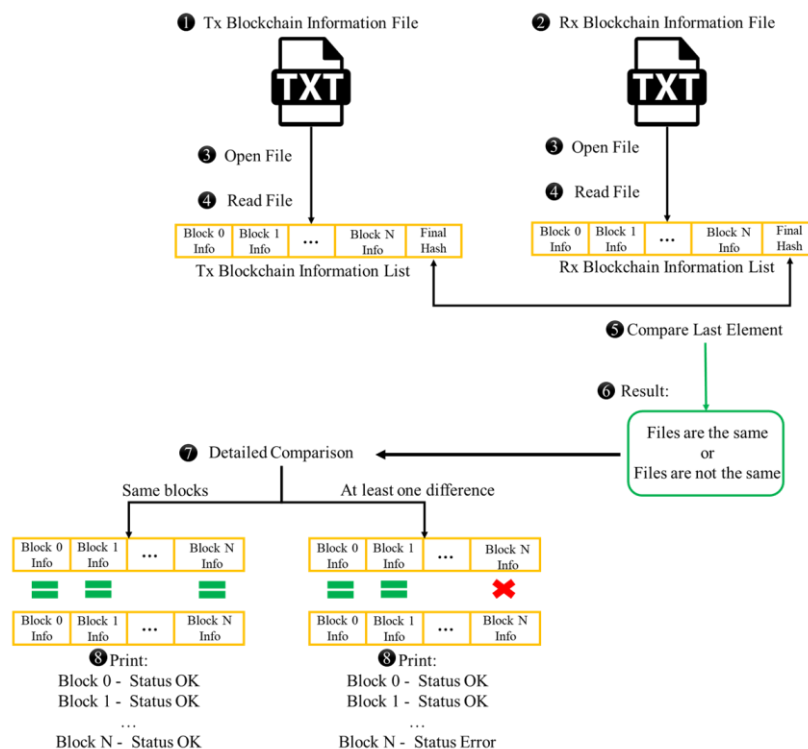 1 Tx Blockchain Information File
2 Rx Blockchain Information File
TXT
TXT
3 Open File
3 Open File
4 Read File
4 Read File
Block 0 Info
Block 1 Info
...
Block N Info
Final Hash
Tx Blockchain Information List
Block 0 Info
Block 1 Info
...
Block N Info
Final Hash
Rx Blockchain Information List
5 Compare Last Element
6 Result:
Files are the same
or
Files are not the same
7 Detailed Comparison
Same blocks
At least one difference
Block 0 Info
Block 1 Info
...
Block N Info
Block 0 Info
Block 1 Info
...
Block N Info
8 Print:
Block 0 - Status OK
Block 1 - Status OK
...
Block N - Status OK
Block 0 Info
Block 1 Info
...
Block N Info
Block 0 Info
Block 1 Info
...
Block N Info
8 Print:
Block 0 - Status OK
Block 1 - Status OK
...
Block N - Status Error